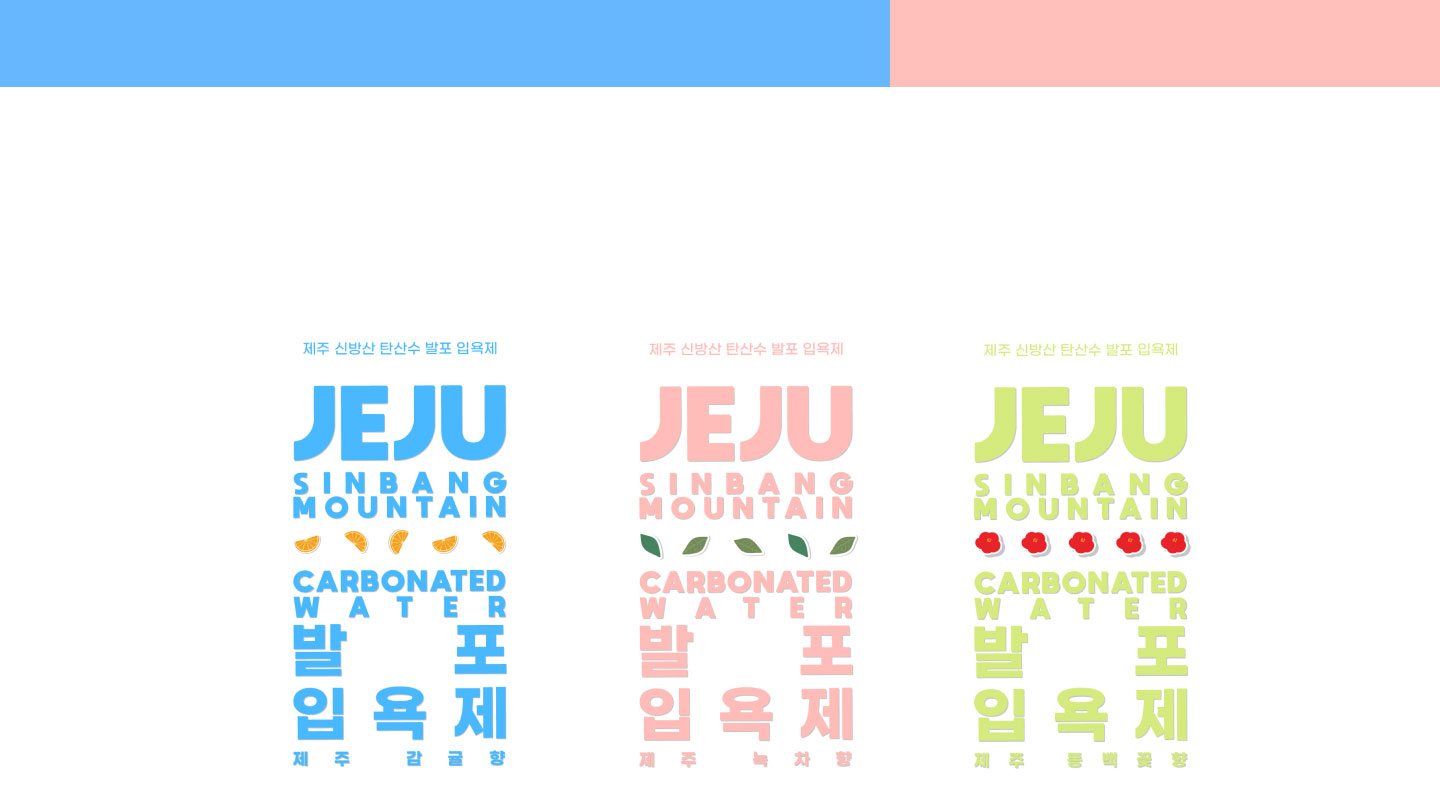 제주 신방산 탄산수 발포 입욕제
JEJU
SINBANG
MOUNTAIN
CARBONATED
WATER
발 포
입 욕 제
제 주 감 귤 향
제주 신방산 탄산수 발포 입욕제
JEJU
SINBANG
MOUNTAIN
CARBONATED
WATER
발 포
입 욕 제
제 주 녹 차 향
제주 신방산 탄산수 발포 입욕제
JEJU
SINBANG
MOUNTAIN
CARBONATED
WATER
발 포
입 욕 제
제 주 동 백 꽃 향